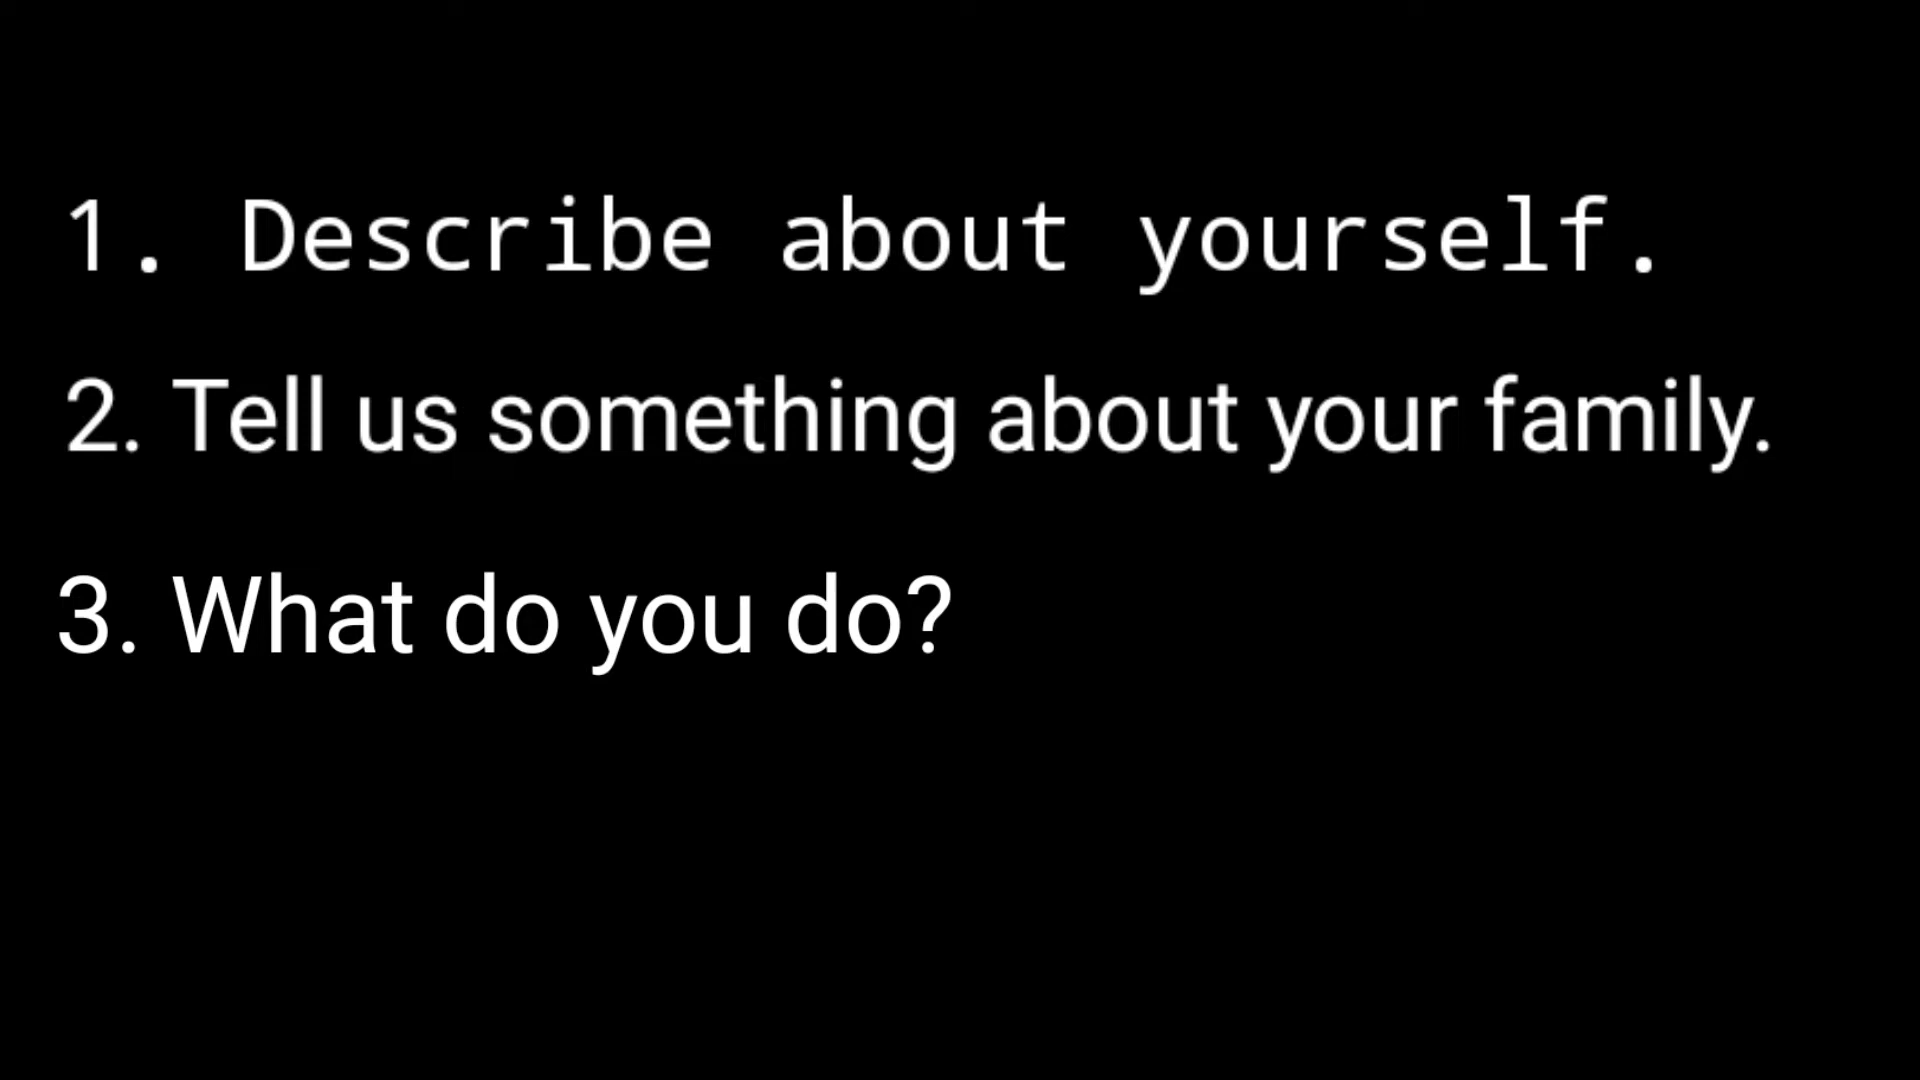 1. Describe about yourself.
2. Tell us something about your family.
3. What do you do?